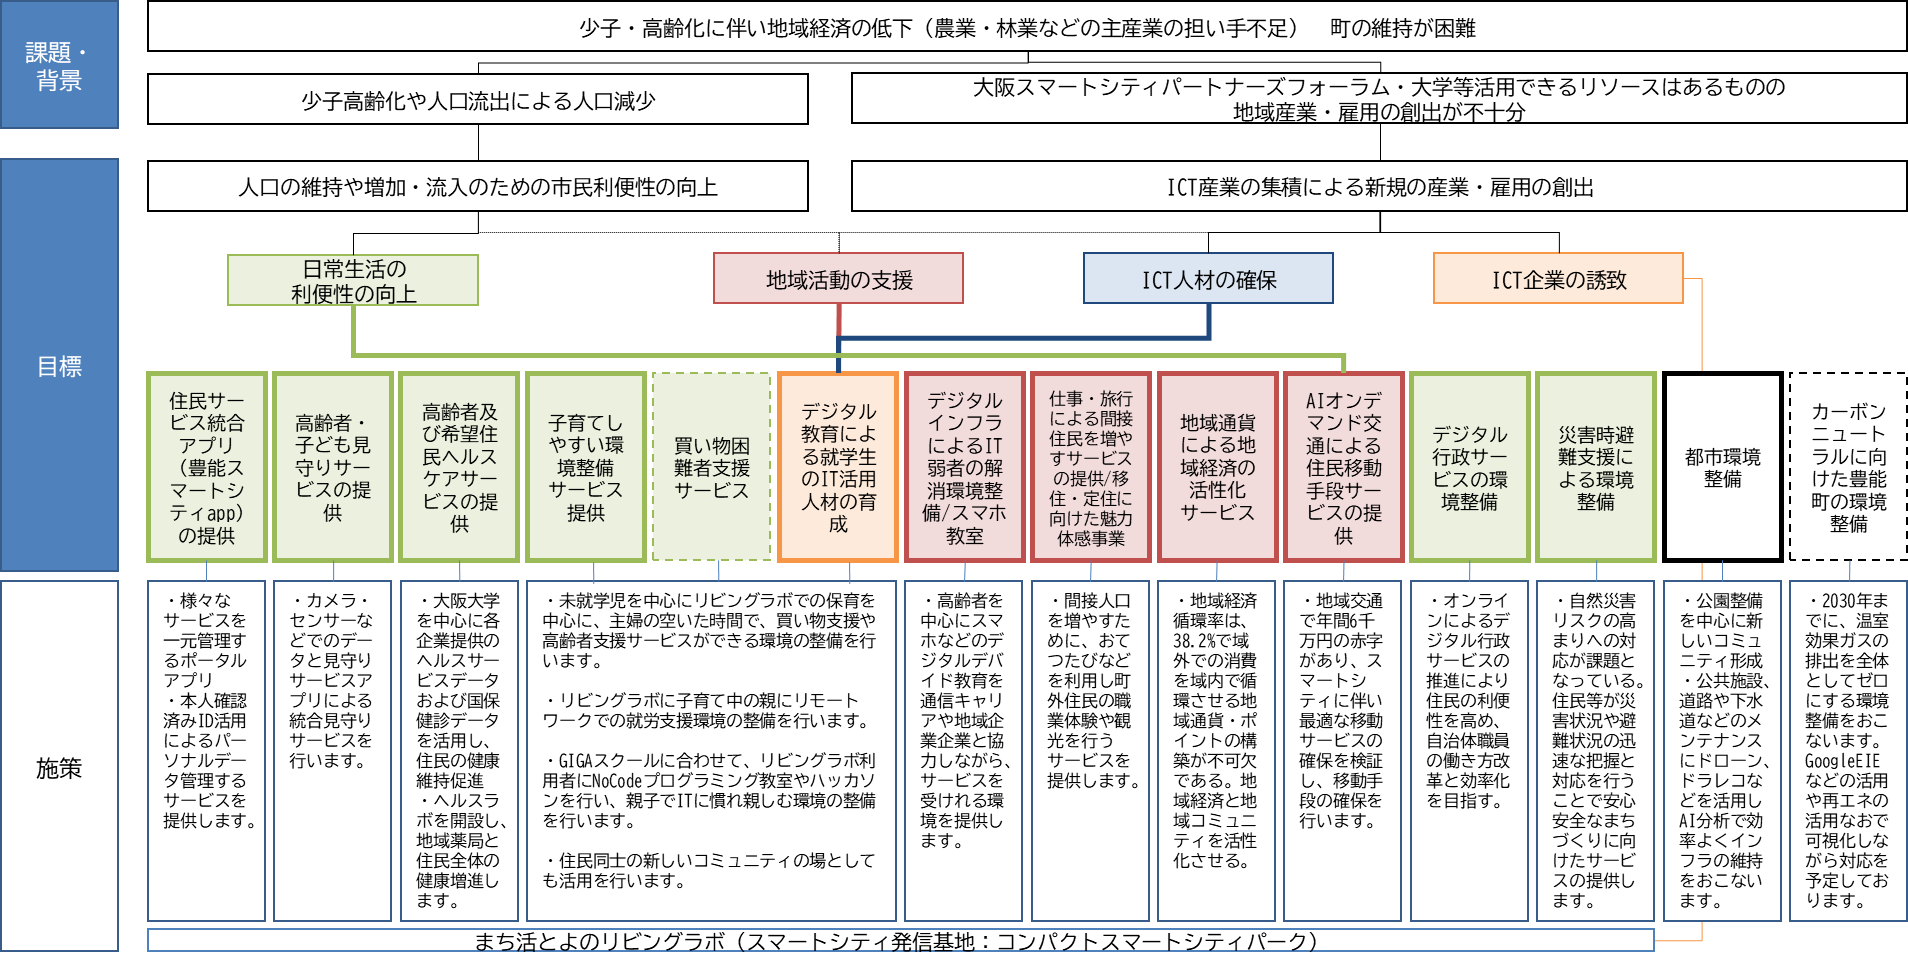 課題・
背景
少子・高齢化に伴い地域経済の低下（農業・林業などの主産業の担い手不足）　町の維持が困難
少子高齢化や人口流出による人口減少
大阪スマートシティパートナーズフォーラム・大学等活用できるリソースはあるものの
地域産業・雇用の創出が不十分
目標
人口の維持や増加・流入のための市民利便性の向上
ICT産業の集積による新規の産業・雇用の創出
日常生活の
利便性の向上
地域活動の支援
ICT人材の確保
ICT企業の誘致
住民サー
ビス統合
アプリ
（豊能ス
マートシ
ティapp）
の提供
高齢者・
子ども見
守りサー
ビスの提
供
高齢者及
び希望住
民ヘルス
ケアサー
ビスの提
供
子育てし
やすい環
境整備
サービス
提供
買い物困
難者支援
サービス
デジタル
教育によ
る就学生
のIT活用
人材の育
成
デジタル
インフラ
によるIT
弱者の解
消環境整
備/スマホ
教室
仕事・旅行
による間接
住民を増や
すサービス
の提供/移
住・定住に
向けた魅力
体感事業
地域通貨
による地
域経済の
活性化
サービス
AIオンデ
マンド交
通による
住民移動
手段サー
ビスの提
供
デジタル
行政サー
ビスの環
境整備
災害時避
難支援に
よる環境
整備
都市環境
整備
カーボン
ニュート
ラルに向
けた豊能
町の環境
整備
施策
・様々な
サービスを
一元管理す
るポータル
アプリ
・本人確認
済みID活用
によるパー
ソナルデー
タ管理する
サービスを
提供します。
・カメラ・
センサーな
どでのデー
タと見守り
サービスア
プリによる
統合見守り
サービスを
行います。
・大阪大学
を中心に各
企業提供の
ヘルスサー
ビスデータ
および国保
健診データ
を活用し、
住民の健康
維持促進
・ヘルスラ
ボを開設し、
地域薬局と
住民全体の
健康増進し
ます。
・未就学児を中心にリビングラボでの保育を
中心に、主婦の空いた時間で、買い物支援や
高齢者支援サービスができる環境の整備を行
います。
・リビングラボに子育て中の親にリモート
ワークでの就労支援環境の整備を行います。
・GIGAスクールに合わせて、リビングラボ利
用者にNoCodeプログラミング教室やハッカソ
ンを行い、親子でITに慣れ親しむ環境の整備
を行います。
・住民同士の新しいコミュニティの場として
も活用を行います。
・高齢者を
中心にスマ
ホなどのデ
ジタルデバ
イド教育を
通信キャリ
アや地域企
業企業と協
力しながら、
サービスを
受けれる環
境を提供し
ます。
・間接人口
を増やすた
めに、おて
つたびなど
を利用し町
外住民の職
業体験や観
光を行う
サービスを
提供します。
・地域経済
循環率は、
38.2%で域
外での消費
を域内で循
環させる地
域通貨・ポ
イントの構
築が不可欠
である。地
域経済と地
域コミュニ
ティを活性
化させる。
・地域交通
で年間6千
万円の赤字
があり、ス
マートシ
ティに伴い
最適な移動
サービスの
確保を検証
し、移動手
段の確保を
行います。
・オンライ
ンによるデ
ジタル行政
サービスの
推進により
住民の利便
性を高め、
自治体職員
の働き方改
革と効率化
を目指す。
・自然災害
リスクの高
まりへの対
応が課題と
なっている。
住民等が災
害状況や避
難状況の迅
速な把握と
対応を行う
ことで安心
安全なまち
づくりに向
けたサービ
スの提供し
ます。
・公園整備
を中心に新
しいコミュ
ニティ形成
・公共施設、
道路や下水
道などのメ
ンテナンス
にドローン、
ドラレコな
どを活用し
AI分析で効
率よくイン
フラの維持
をおこない
ます。
・2030年ま
でに、温室
効果ガスの
排出を全体
としてゼロ
にする環境
整備をおこ
ないます。
GoogleEIE
などの活用
や再エネの
活用なおで
可視化しな
がら対応を
予定してお
ります。
まち活とよのリビングラボ（スマートシティ発信基地：コンパクトスマートシティパーク）